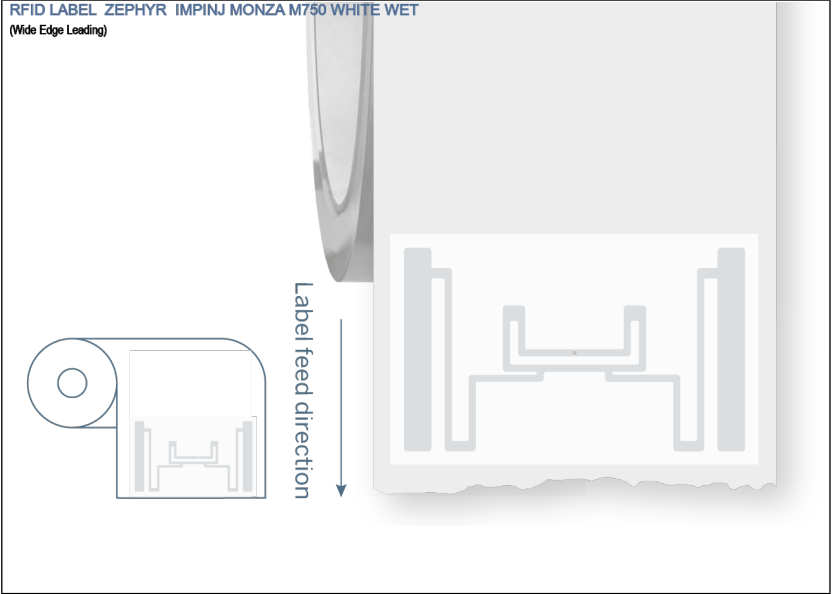 RFID LABEL  ZEPHYR  IMPINJ MONZA M750 WHITE WET
(Wide Edge Leading)
Label feed direction